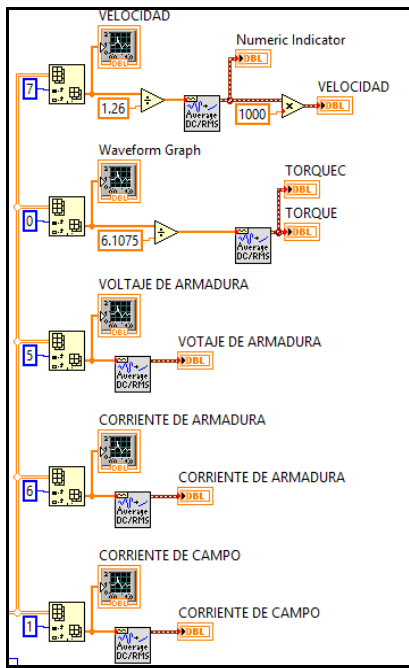 VELOCIDAD
DBL
7
1.26
Average
DC/RMS
Numeric Indicator
DBL
1000
VELOCIDAD
DBL
Waveform Graph
DBL
0
6.1075
Average
DC/RMS
TORQUEC
DBL
TORQUE
DBL
VOLTAJE DE ARMADURA
DBL
5
Average
DC/RMS
VOTAJE DE ARMADURA
DBL
CORRIENTE DE ARMADURA
DBL
6
Average
DC/RMS
CORRIENTE DE ARMADURA
DBL
CORRIENTE DE CAMPO
DBL
1
Average
DC/RMS
CORRIENTE DE CAMPO
DBL